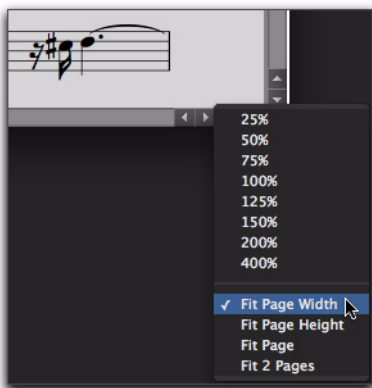 25%
50%
75%
100%
125%
150%
200%
400%
✓ Fit Page Width
Fit Page Height
Fit Page
Fit 2 Pages